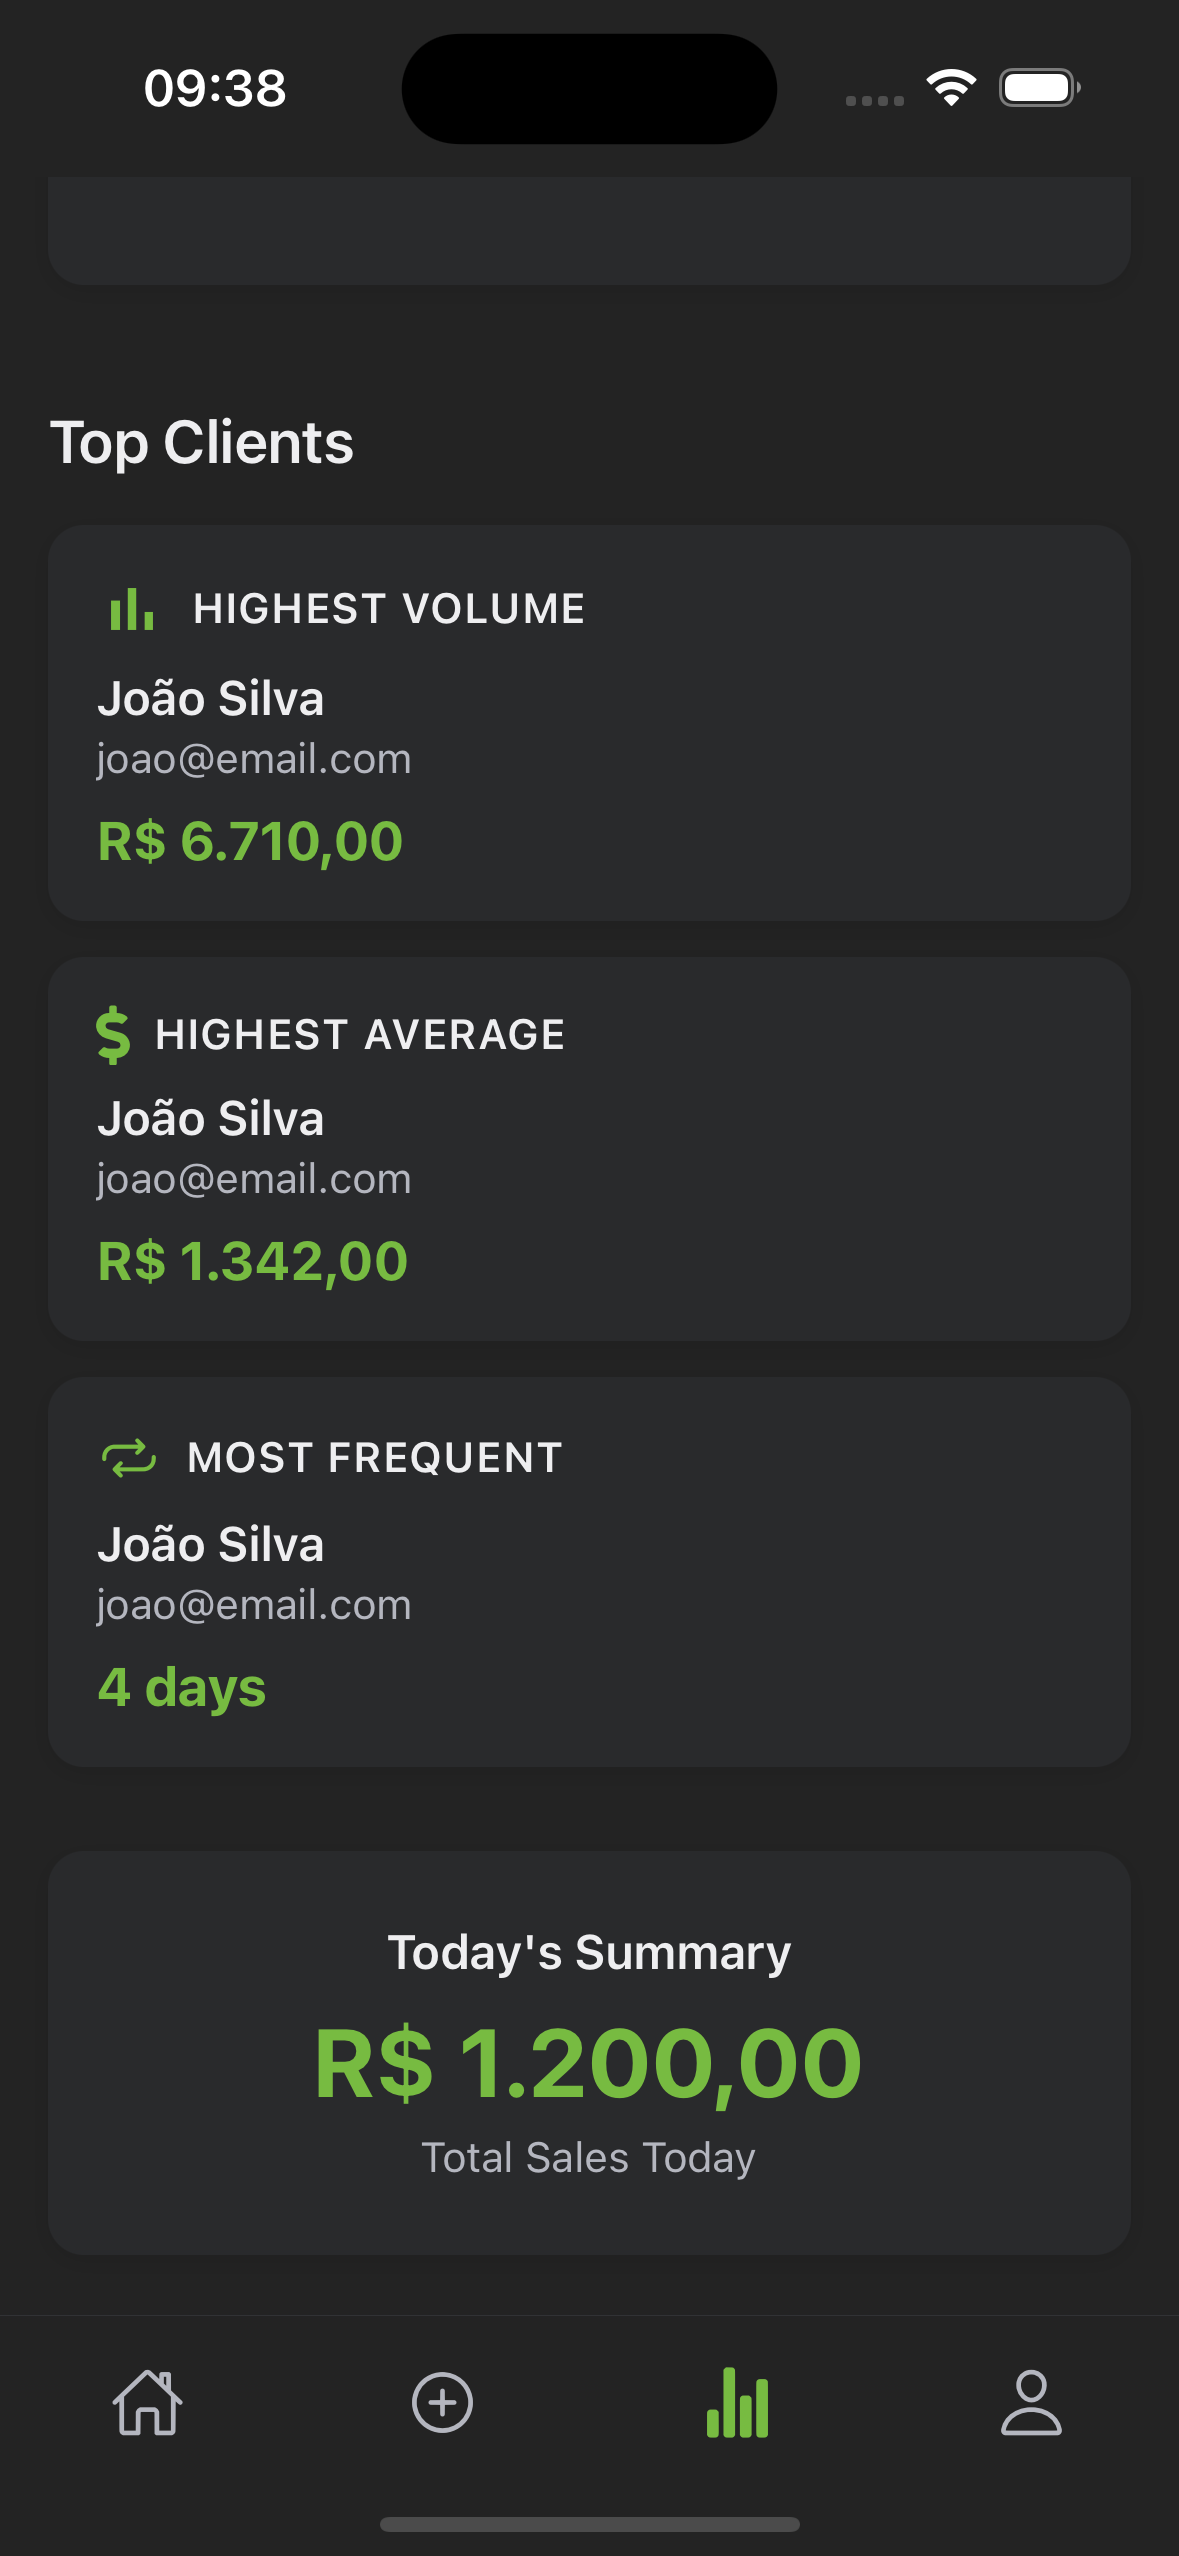 09:38
Top Clients
HIGHEST VOLUME
João Silva
joao@email.com
R$ 6.710,00
HIGHEST AVERAGE
João Silva
joao@email.com
R$ 1.342,00
MOST FREQUENT
João Silva
joao@email.com
4 days
Today's Summary
R$ 1.200,00
Total Sales Today